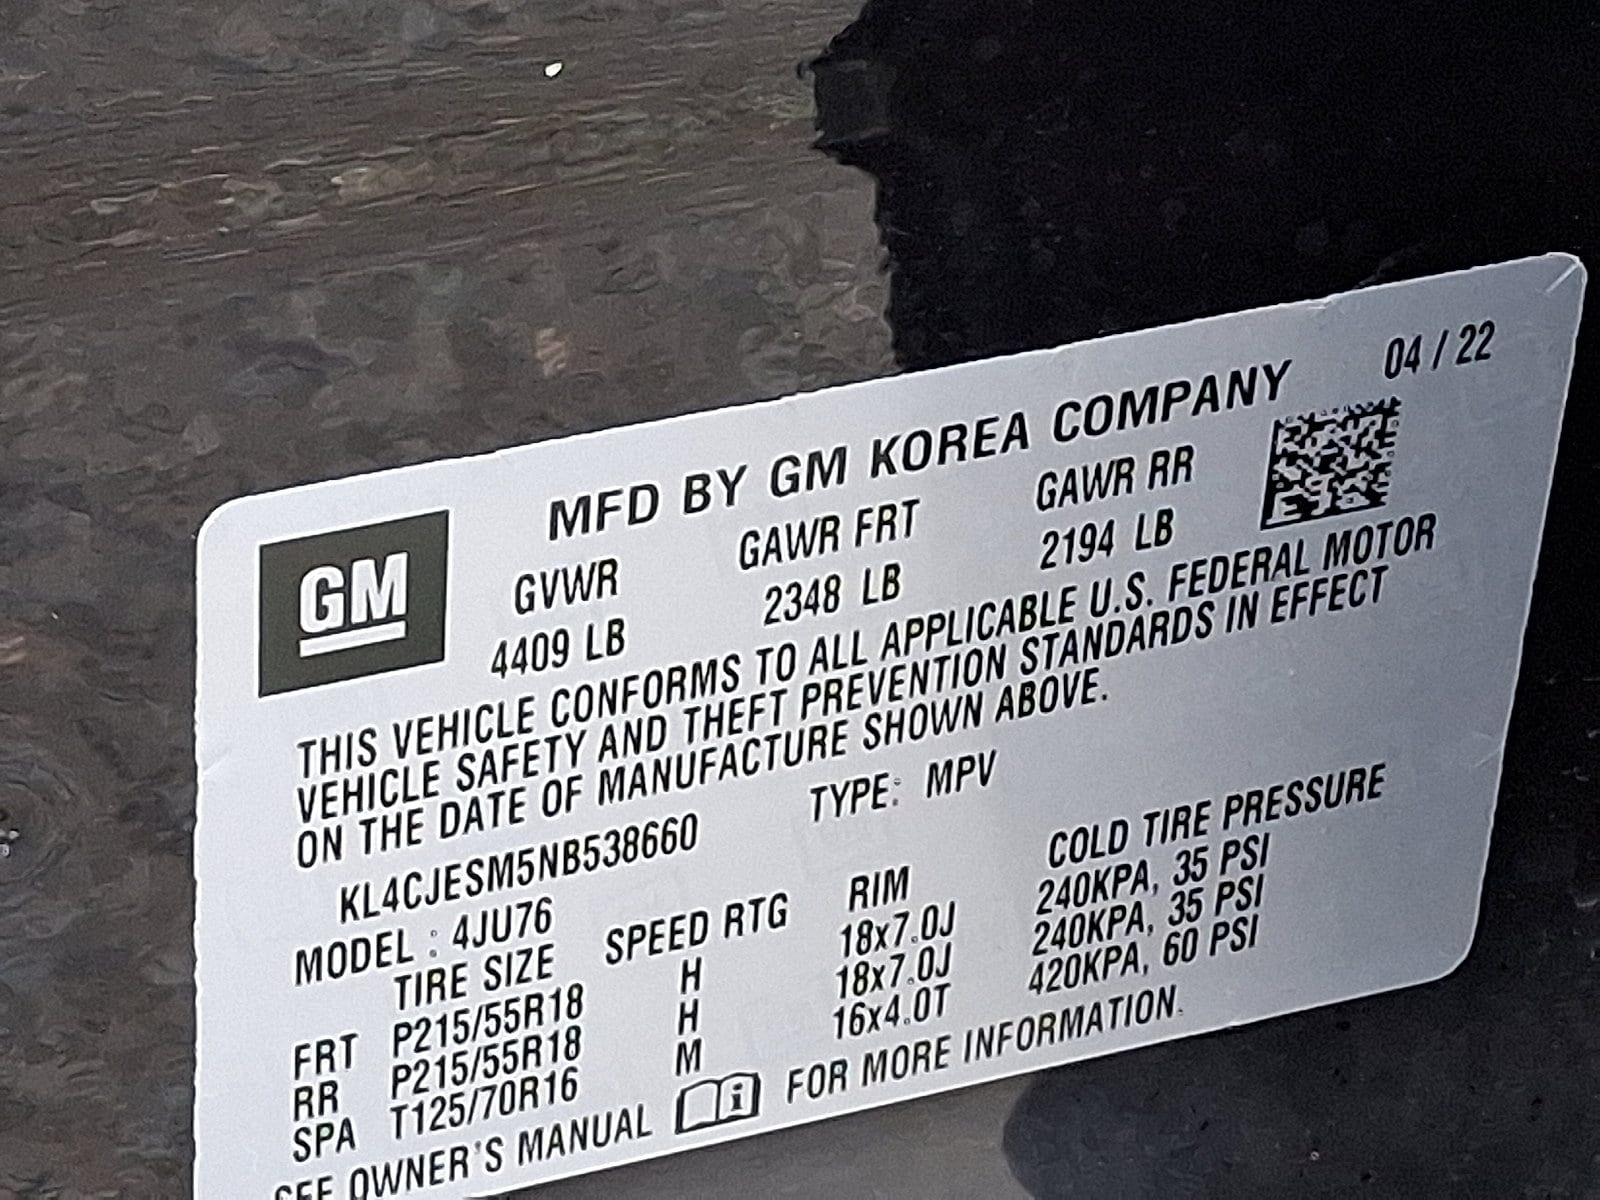 04 / 22
MFD BY GM KOREA COMPANY
GM
GVWR GAWR FRT GAWR RR
4409 LB 2348 LB 2194 LB
THIS VEHICLE CONFORMS TO ALL APPLICABLE U.S. FEDERAL MOTOR
VEHICLE SAFETY AND THEFT PREVENTION STANDARDS IN EFFECT
ON THE DATE OF MANUFACTURE SHOWN ABOVE.
KL4CJESM5NB538660 TYPE: MPV
MODEL : 4JU76
TIRE SIZE SPEED RTG RIM COLD TIRE PRESSURE
FRT P215/55R18 H 18x7.0J 240KPA, 35 PSI
RR P215/55R18 H 18x7.0J 240KPA, 35 PSI
SPA T125/70R16 M 16x4.0T 420KPA, 60 PSI
SEE OWNER'S MANUAL i FOR MORE INFORMATION.